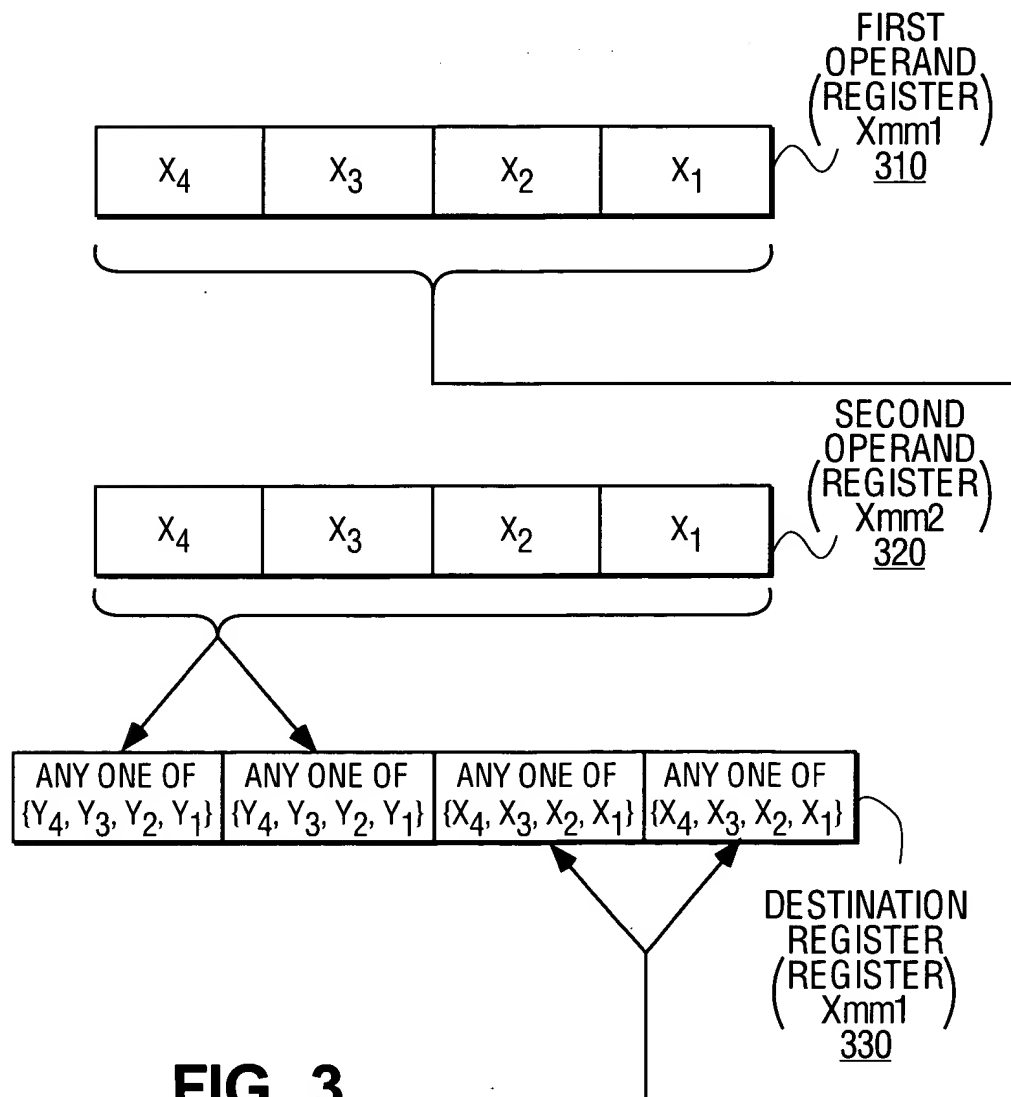 FIRST
OPERAND
(REGISTER
Xmm1)
310
X4 X3 X2 X1
SECOND
OPERAND
(REGISTER
Xmm2)
320
X4 X3 X2 X1
ANY ONE OF {Y4, Y3, Y2, Y1}
ANY ONE OF {Y4, Y3, Y2, Y1}
ANY ONE OF {X4, X3, X2, X1}
ANY ONE OF {X4, X3, X2, X1}
DESTINATION
REGISTER
(REGISTER
Xmm1)
330
FIG. 3